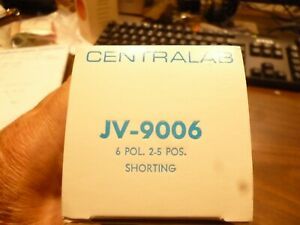 CENTRALAB
JV-9006
6 POL. 2-5 POS.
SHORTING